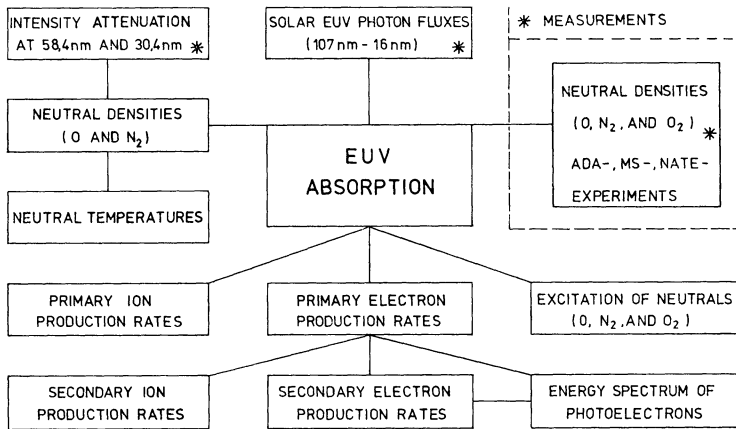 INTENSITY ATTENUATION
AT 58,4nm AND 30,4nm *
SOLAR EUV PHOTON FLUXES
(107nm - 16nm) *
* MEASUREMENTS
NEUTRAL DENSITIES
(O AND N₂)
NEUTRAL DENSITIES
(O, N₂, AND O₂) *
ADA-, MS-, NATE-
EXPERIMENTS
EUV
ABSORPTION
NEUTRAL TEMPERATURES
PRIMARY ION
PRODUCTION RATES
PRIMARY ELECTRON
PRODUCTION RATES
EXCITATION OF NEUTRALS
(O, N₂, AND O₂)
SECONDARY ION
PRODUCTION RATES
SECONDARY ELECTRON
PRODUCTION RATES
ENERGY SPECTRUM OF
PHOTOELECTRONS